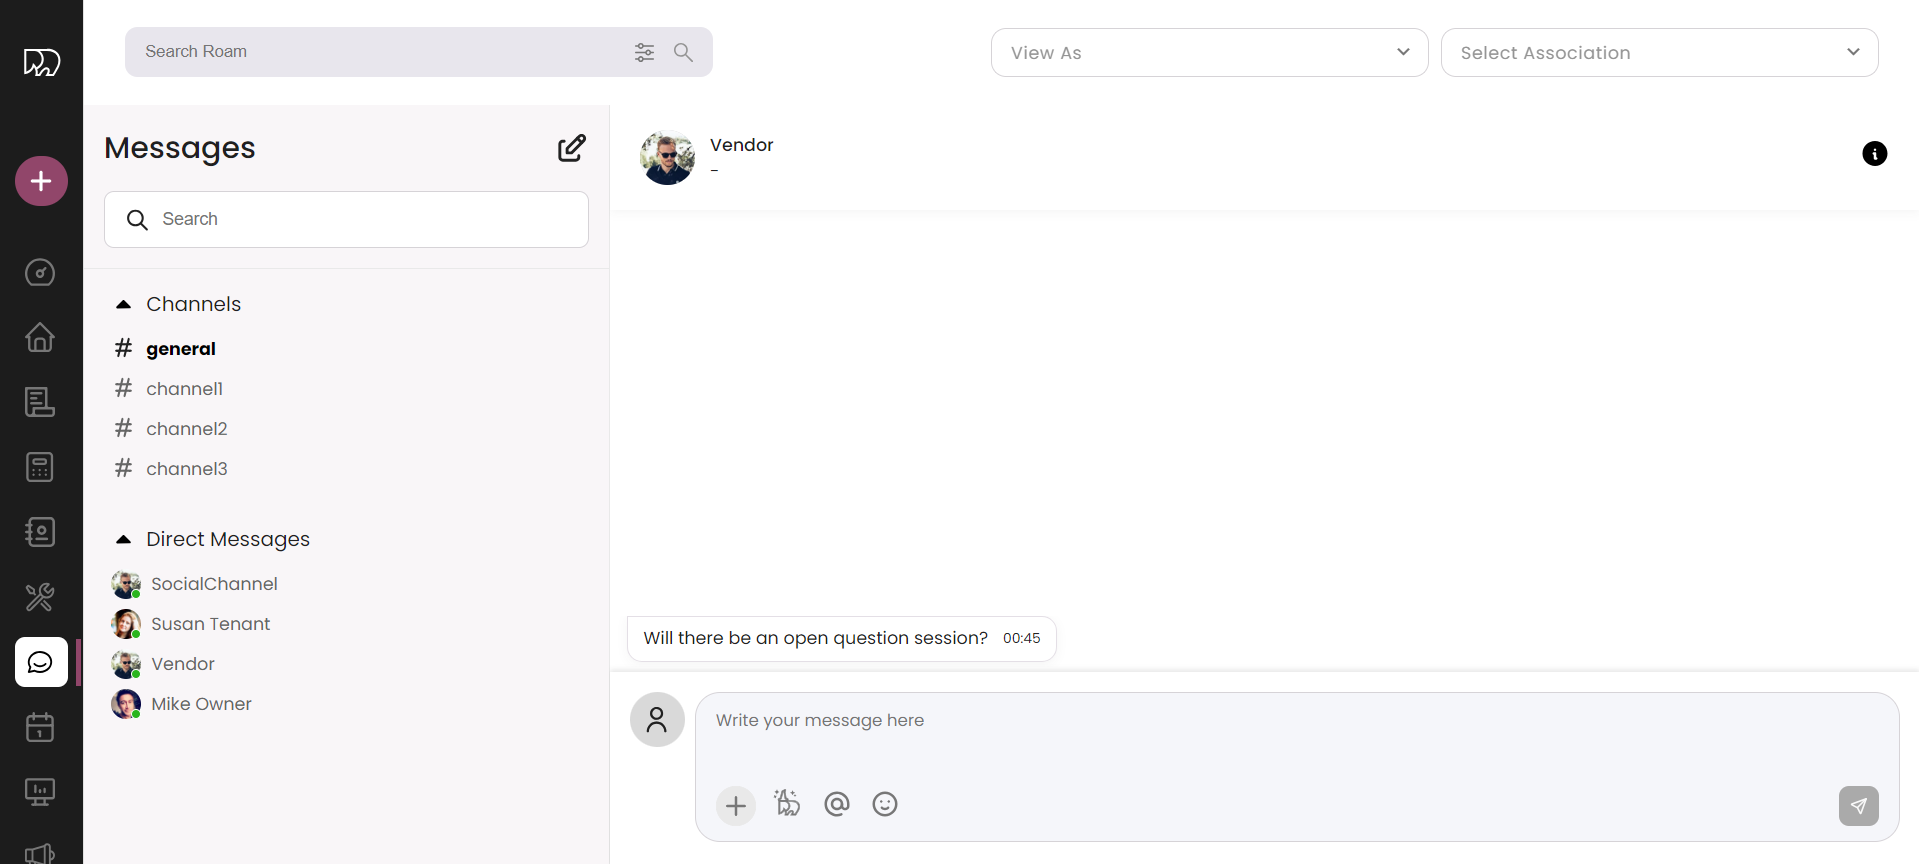 Search Roam
View As
Select Association
Messages
Search
Channels
# general
# channel1
# channel2
# channel3
Direct Messages
SocialChannel
Susan Tenant
Vendor
Mike Owner
Vendor
-
Will there be an open question session? 00:45
Write your message here